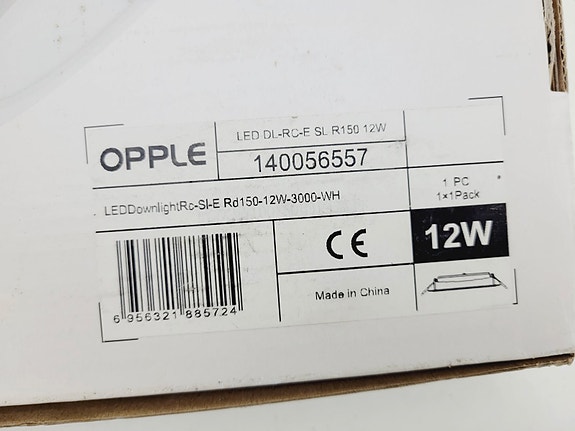 OPPLE
LED DL-RC-E SL R150 12W
140056557
LEDDownlightRc-Sl-E Rd150-12W-3000-WH
1 PC
1×1Pack
CE
12W
Made in China
6 956321 885724